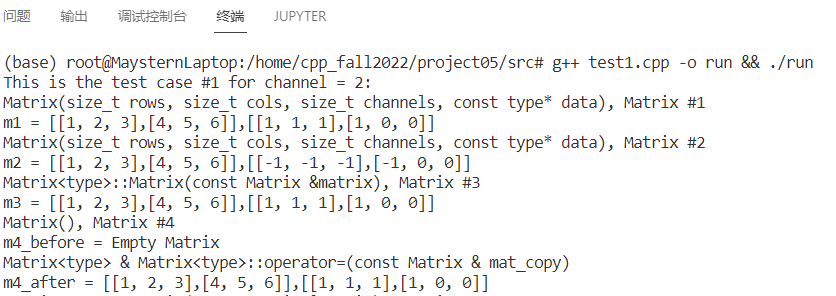 问题 输出 调试控制台 终端 JUPYTER
(base) root@MaysternLaptop:/home/cpp_fall2022/project05/src# g++ test1.cpp -o run && ./run
This is the test case #1 for channel = 2:
Matrix(size_t rows, size_t cols, size_t channels, const type* data), Matrix #1
m1 = [[1, 2, 3],[4, 5, 6]],[[1, 1, 1],[1, 0, 0]]
Matrix(size_t rows, size_t cols, size_t channels, const type* data), Matrix #2
m2 = [[1, 2, 3],[4, 5, 6]],[[-1, -1, -1],[-1, 0, 0]]
Matrix<type>::Matrix(const Matrix &matrix), Matrix #3
m3 = [[1, 2, 3],[4, 5, 6]],[[1, 1, 1],[1, 0, 0]]
Matrix(), Matrix #4
m4_before = Empty Matrix
Matrix<type> & Matrix<type>::operator=(const Matrix & mat_copy)
m4_after = [[1, 2, 3],[4, 5, 6]],[[1, 1, 1],[1, 0, 0]]